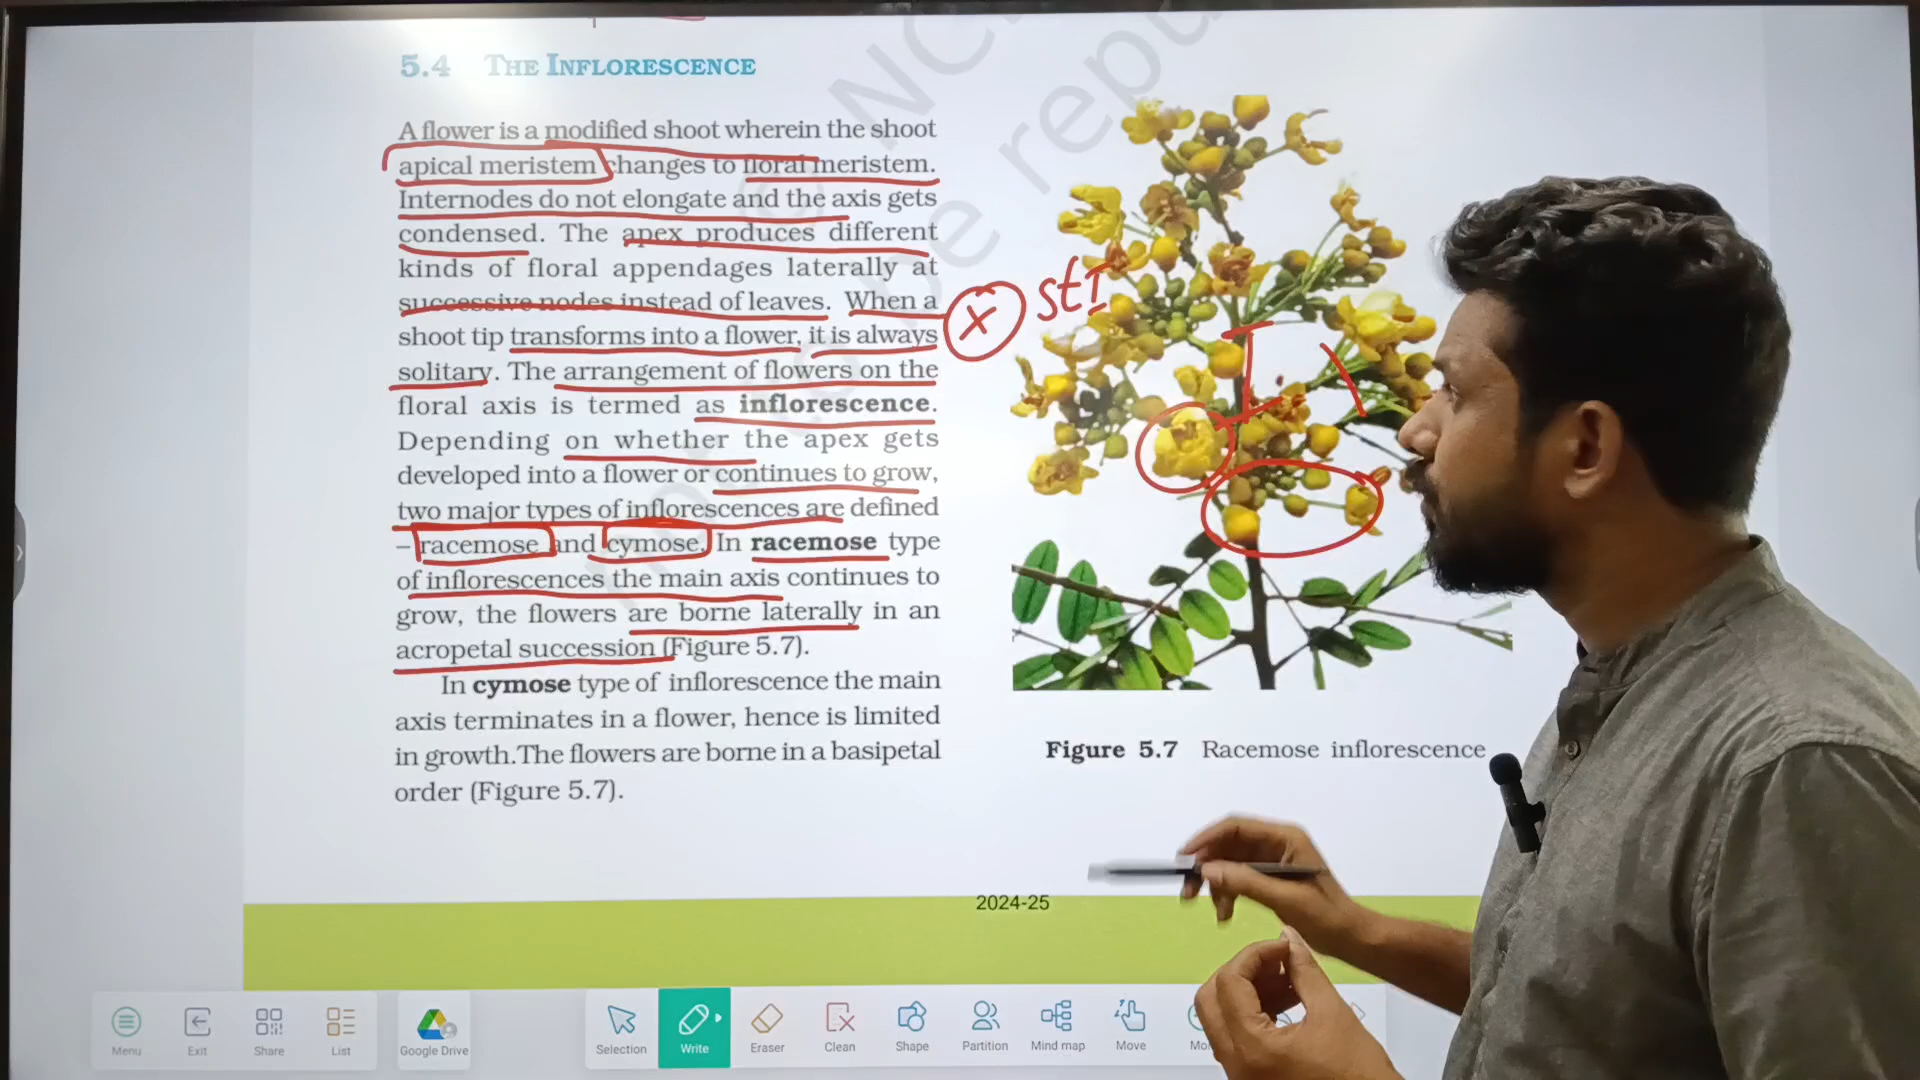 5.4 THE INFLORESCENCE
A flower is a modified shoot wherein the shoot
apical meristem changes to floral meristem.
Internodes do not elongate and the axis gets
condensed. The apex produces different
kinds of floral appendages laterally at
successive nodes instead of leaves. When a
shoot tip transforms into a flower, it is always
solitary. The arrangement of flowers on the
floral axis is termed as inflorescence.
Depending on whether the apex gets
developed into a flower or continues to grow,
two major types of inflorescences are defined
– racemose and cymose. In racemose type
of inflorescences the main axis continues to
grow, the flowers are borne laterally in an
acropetal succession (Figure 5.7).
In cymose type of inflorescence the main
axis terminates in a flower, hence is limited
in growth.The flowers are borne in a basipetal
order (Figure 5.7).
x stI
Figure 5.7 Racemose inflorescence
2024-25
Menu Exit Share List Google Drive Selection Write Eraser Clean Shape Partition Mind map Move